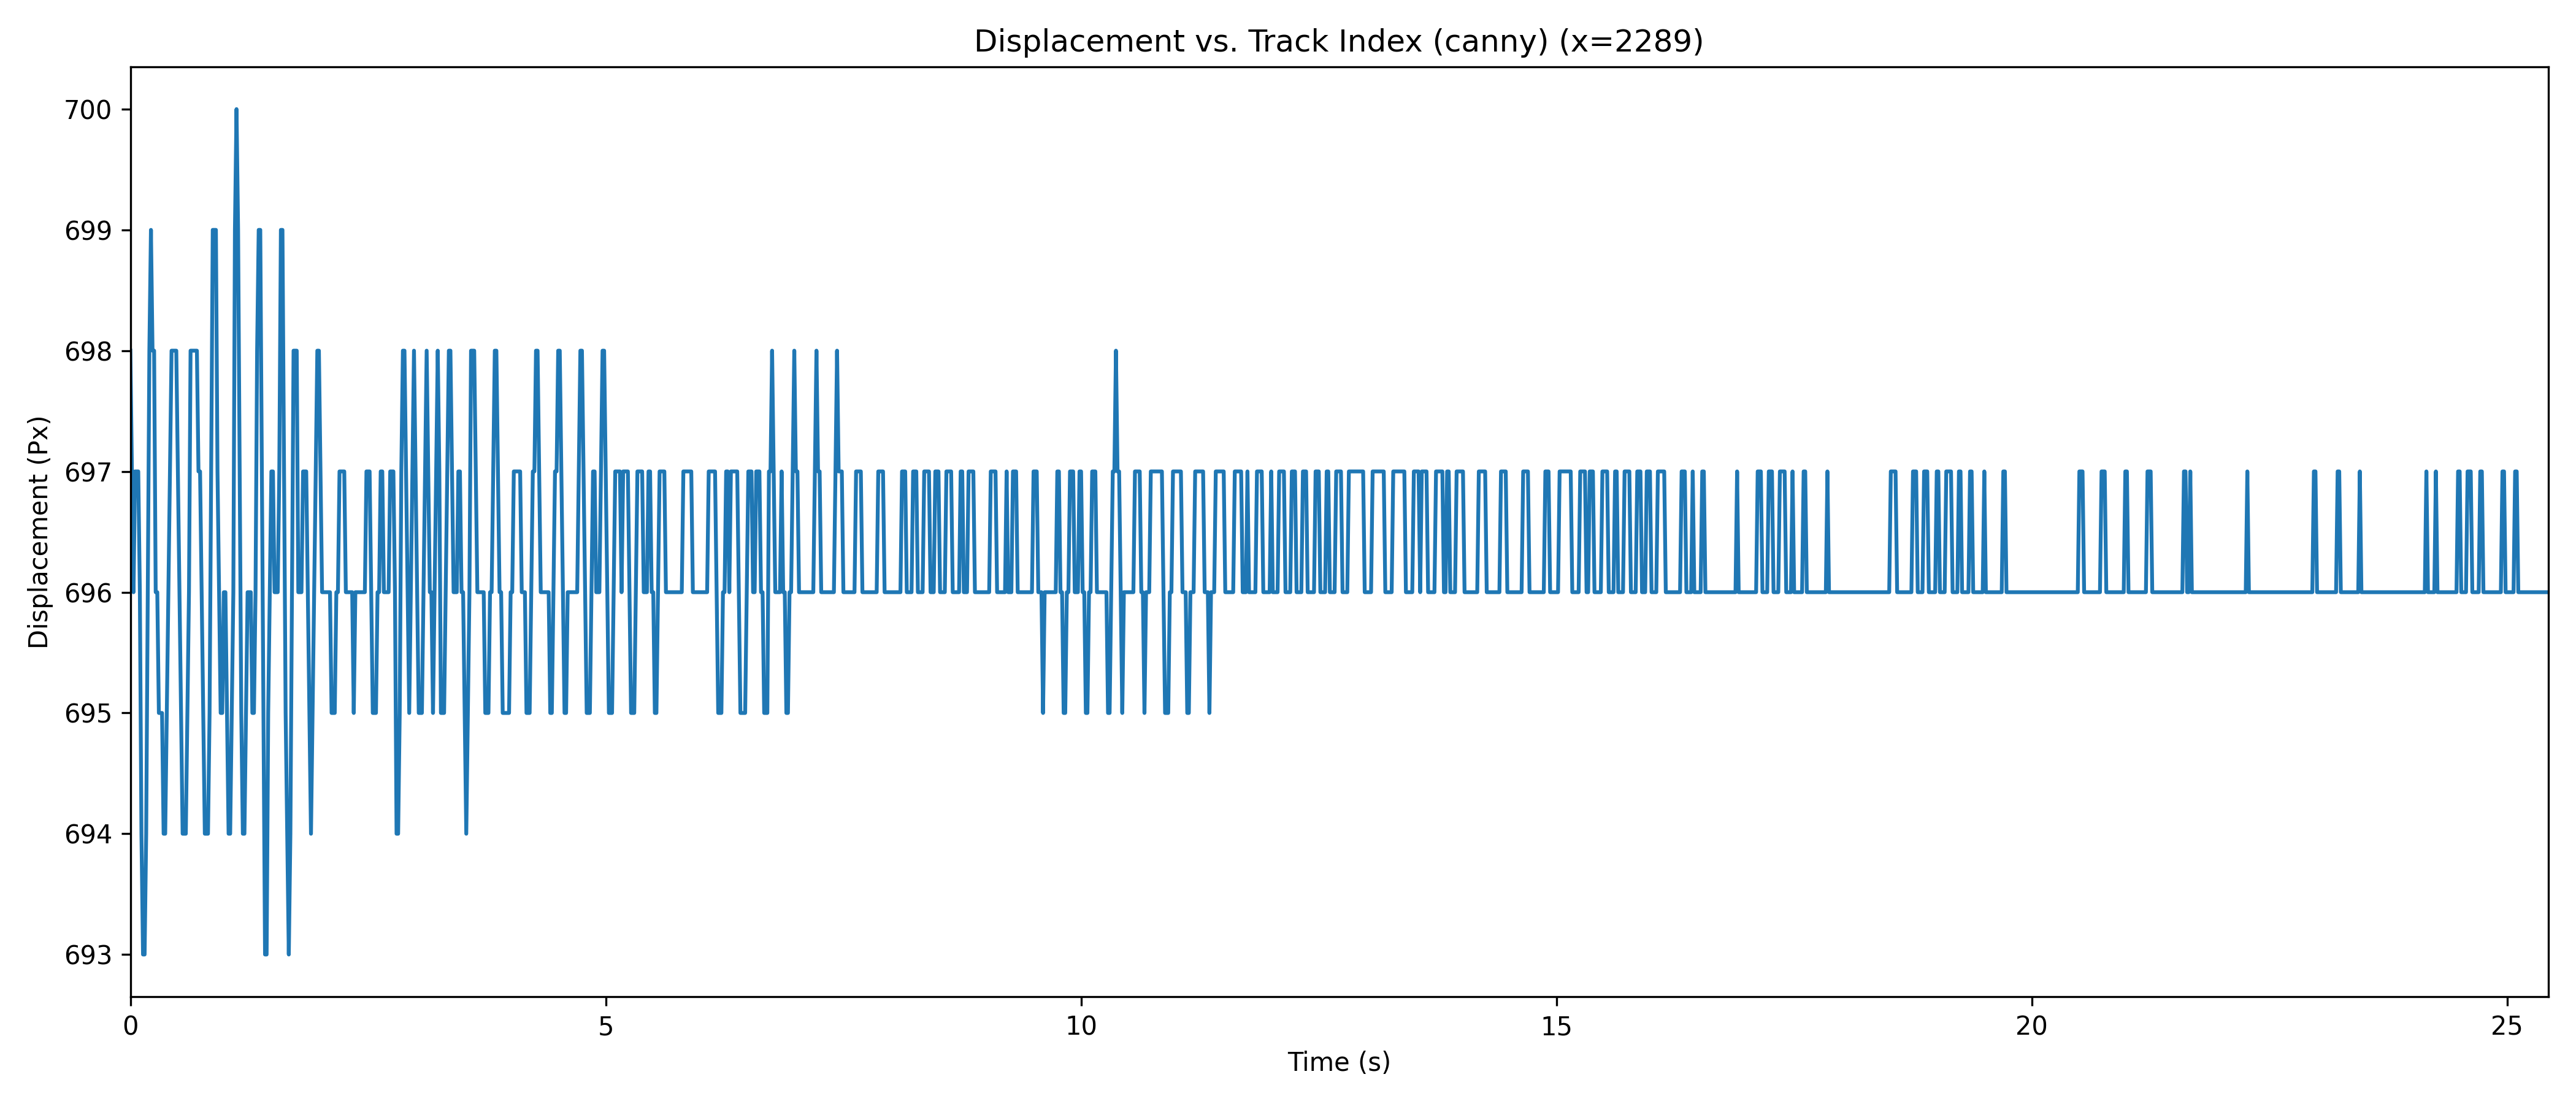 Displacement vs. Track Index (canny) (x=2289)
700
699
698
697
696
695
694
693
Displacement (Px)
0 5 10 15 20 25
Time (s)